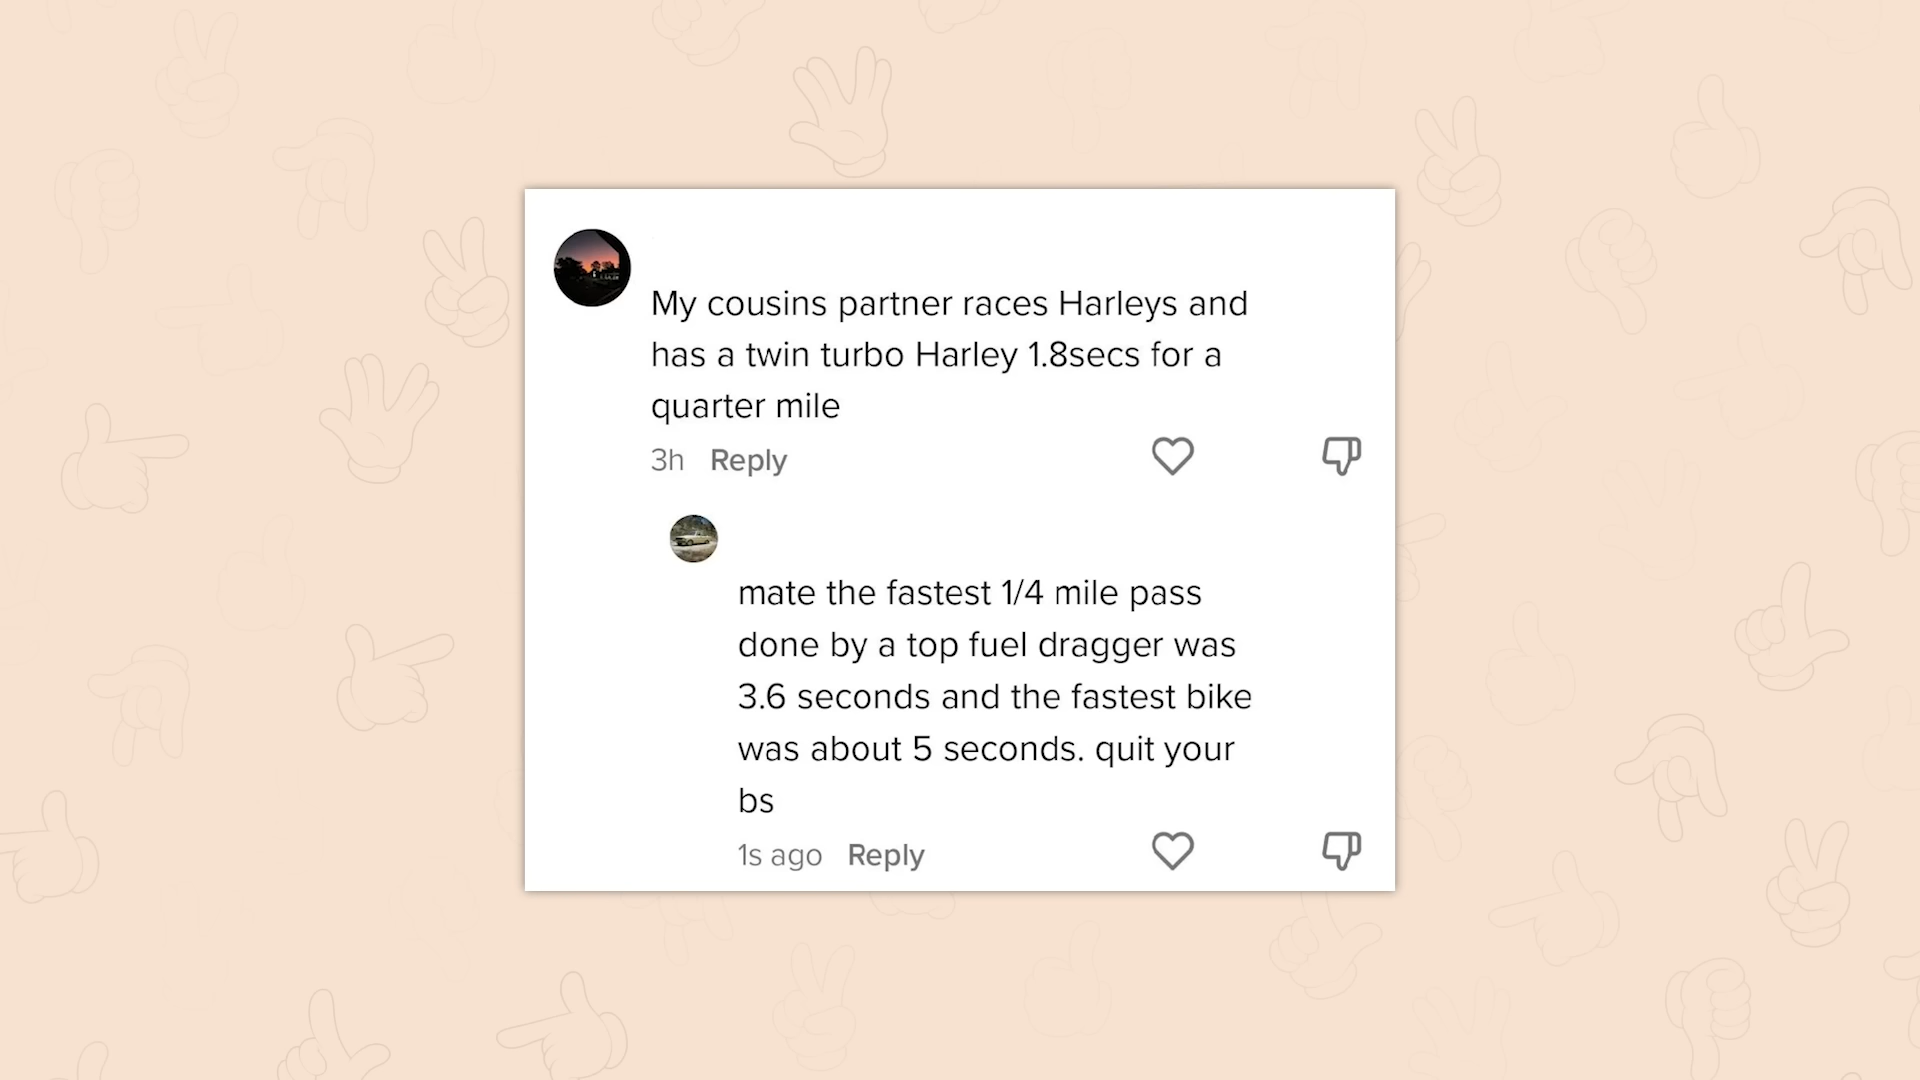 My cousins partner races Harleys and
has a twin turbo Harley 1.8secs for a
quarter mile
3h Reply
mate the fastest 1/4 mile pass
done by a top fuel dragger was
3.6 seconds and the fastest bike
was about 5 seconds. quit your
bs
1s ago Reply